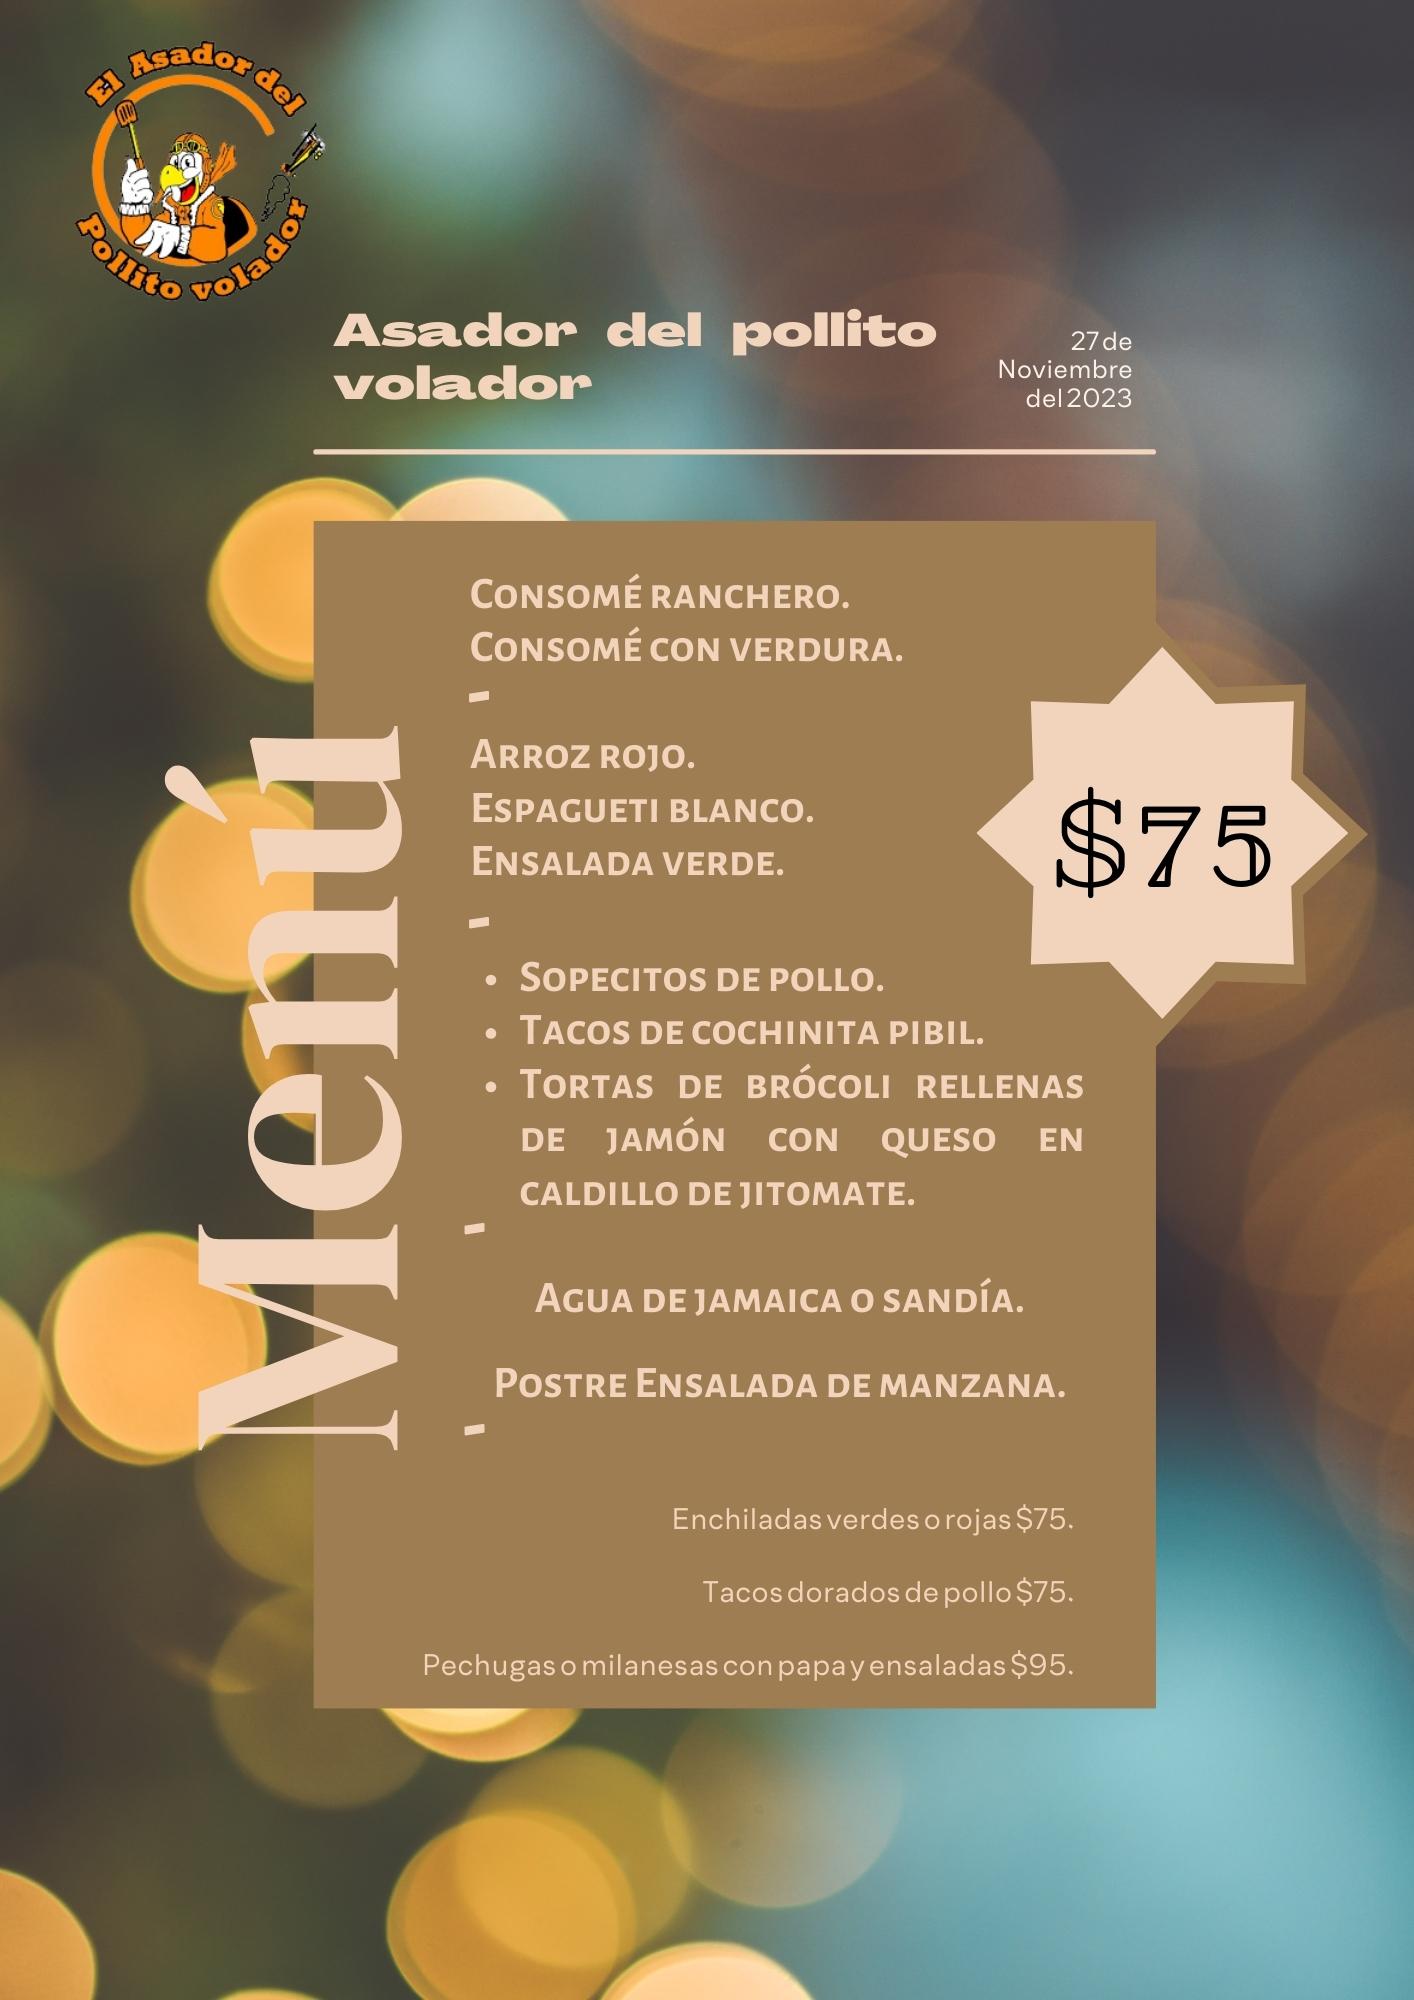 El Asador del
Pollito volador
Asador del pollito
volador
27 de
Noviembre
del 2023
Menú
Consomé ranchero.
Consomé con verdura.
-
Arroz rojo.
Espagueti blanco.
Ensalada verde.
-
$75
• Sopecitos de pollo.
• Tacos de cochinita pibil.
• Tortas de brócoli rellenas
de jamón con queso en
caldillo de jitomate.
-
Agua de jamaica o sandía.
Postre Ensalada de manzana.
-
Enchiladas verdes o rojas $75.
Tacos dorados de pollo $75.
Pechugas o milanesas con papa y ensaladas $95.